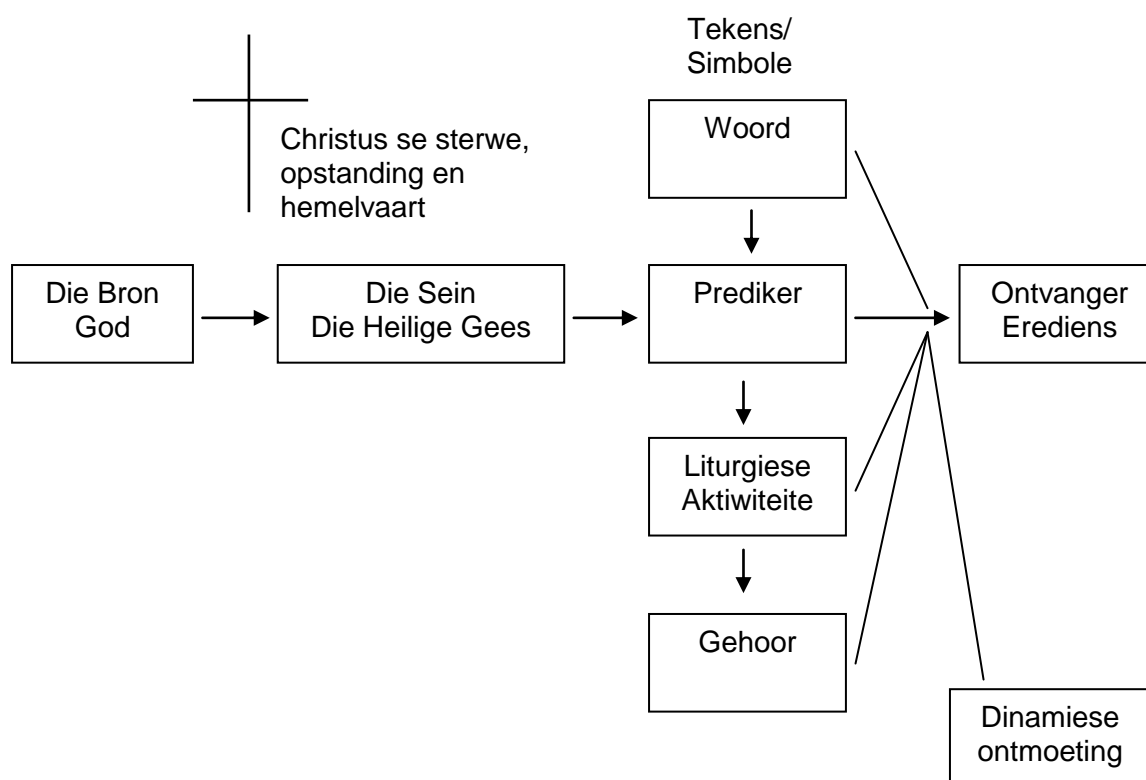 Tekens/
Simbole
Christus se sterwe,
opstanding en
hemelvaart
Woord
Die Bron
God
Die Sein
Die Heilige Gees
Prediker
Ontvanger
Erediens
Liturgiese
Aktiwiteite
Gehoor
Dinamiese
ontmoeting